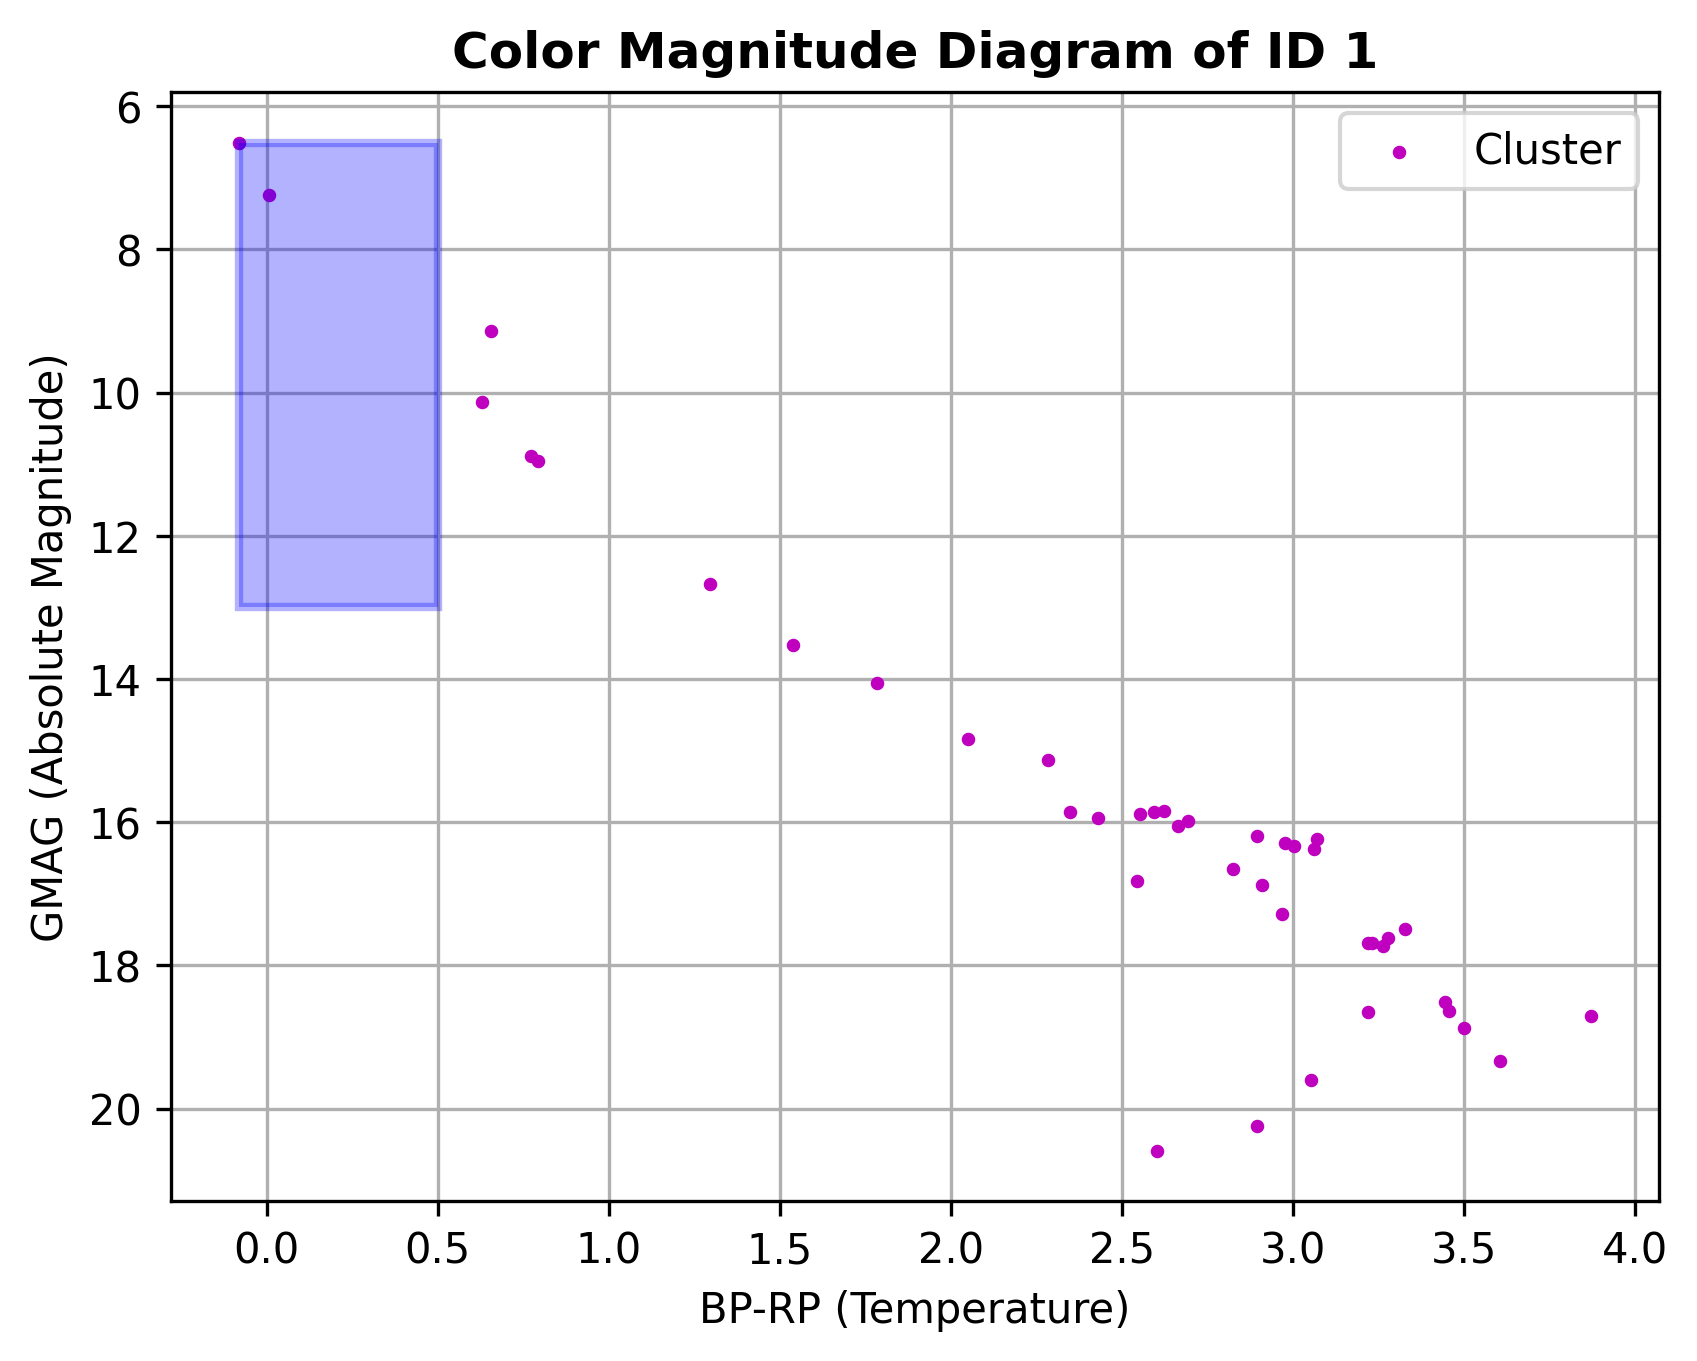 Color Magnitude Diagram of ID 1
Cluster
6
8
10
12
14
16
18
20
GMAG (Absolute Magnitude)
0.0 0.5 1.0 1.5 2.0 2.5 3.0 3.5 4.0
BP-RP (Temperature)